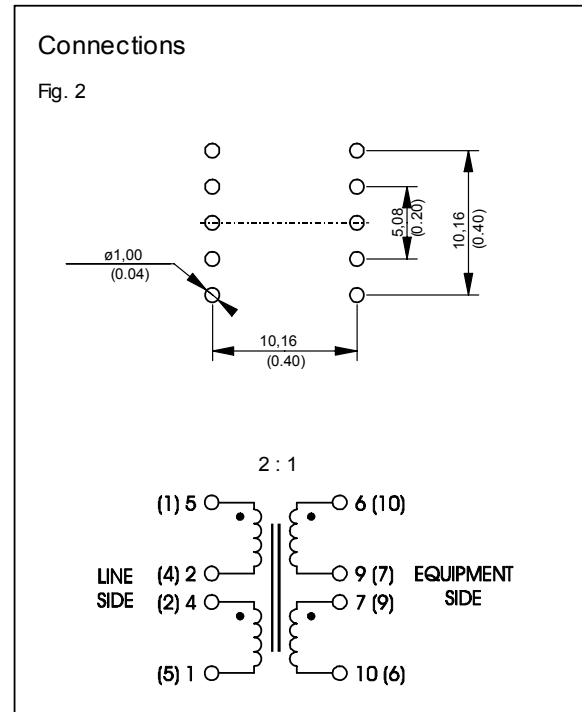 Connections
Fig. 2
ø1,00
(0.04)
5,08
(0.20)
10,16
(0.40)
10,16
(0.40)
2 : 1
(1) 5
6 (10)
LINE
SIDE
(4) 2
9 (7)
EQUIPMENT
SIDE
(2) 4
7 (9)
(5) 1
10 (6)